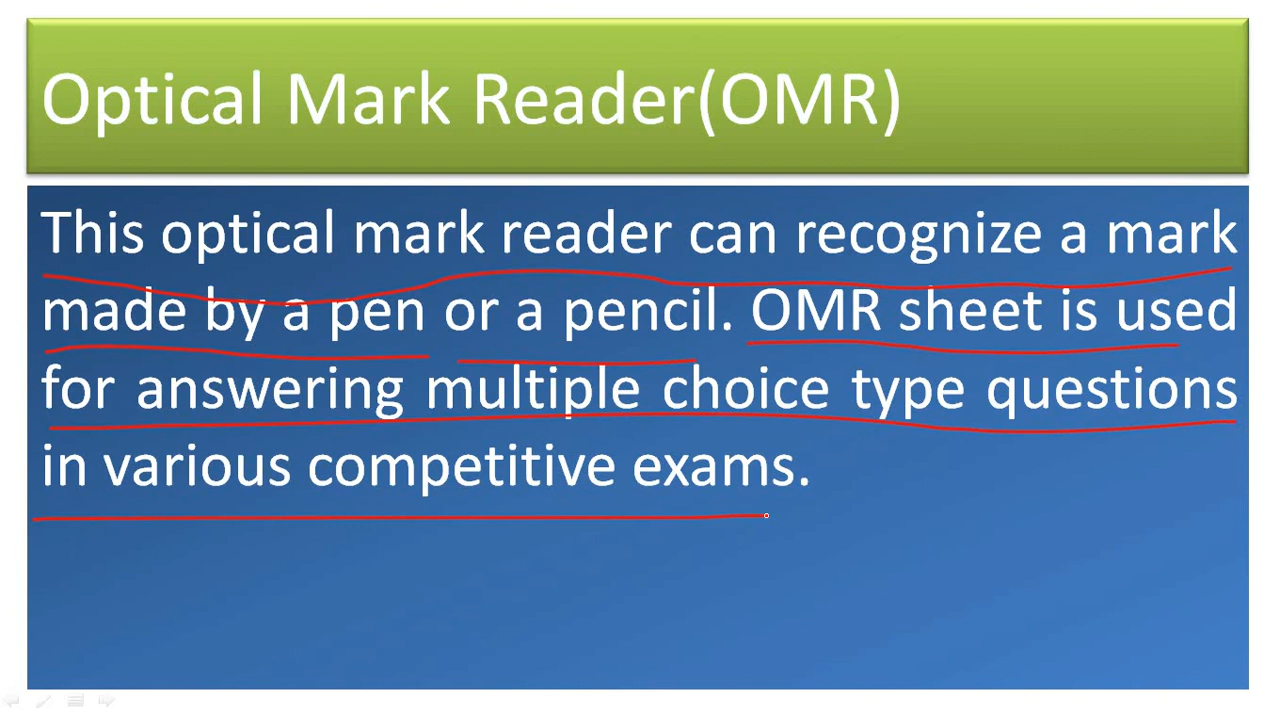 Optical Mark Reader(OMR)
This optical mark reader can recognize a mark
made by a pen or a pencil. OMR sheet is used
for answering multiple choice type questions
in various competitive exams.